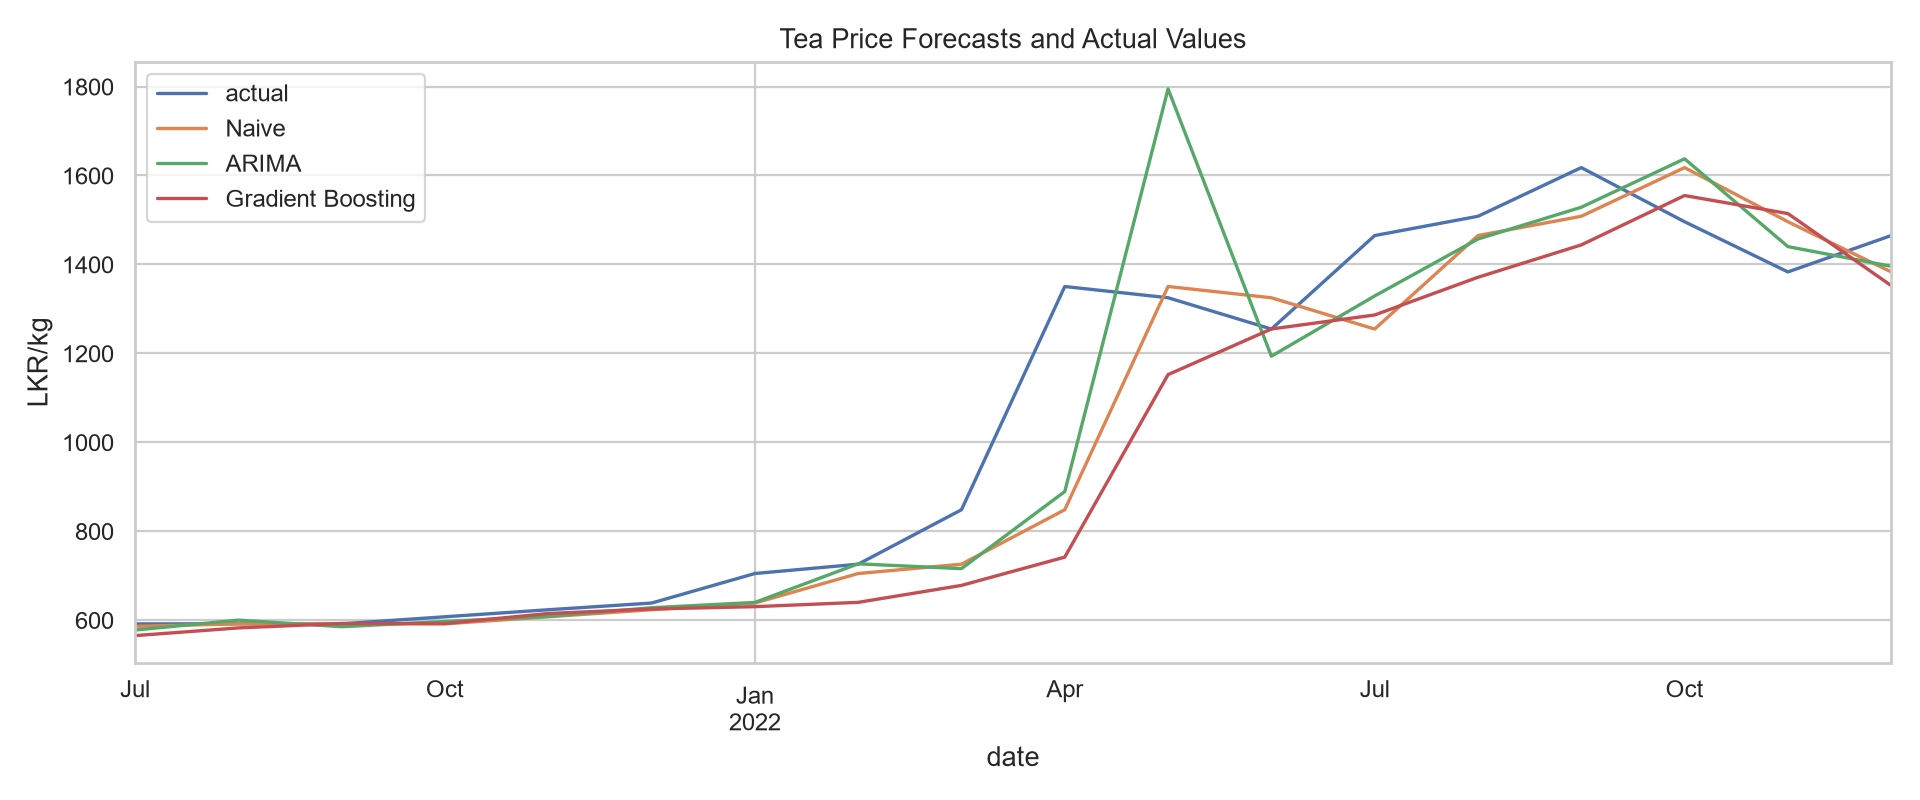 Tea Price Forecasts and Actual Values
actual
Naive
ARIMA
Gradient Boosting
LKR/kg
1800
1600
1400
1200
1000
800
600
Jul
Oct
Jan
2022
Apr
Jul
Oct
date